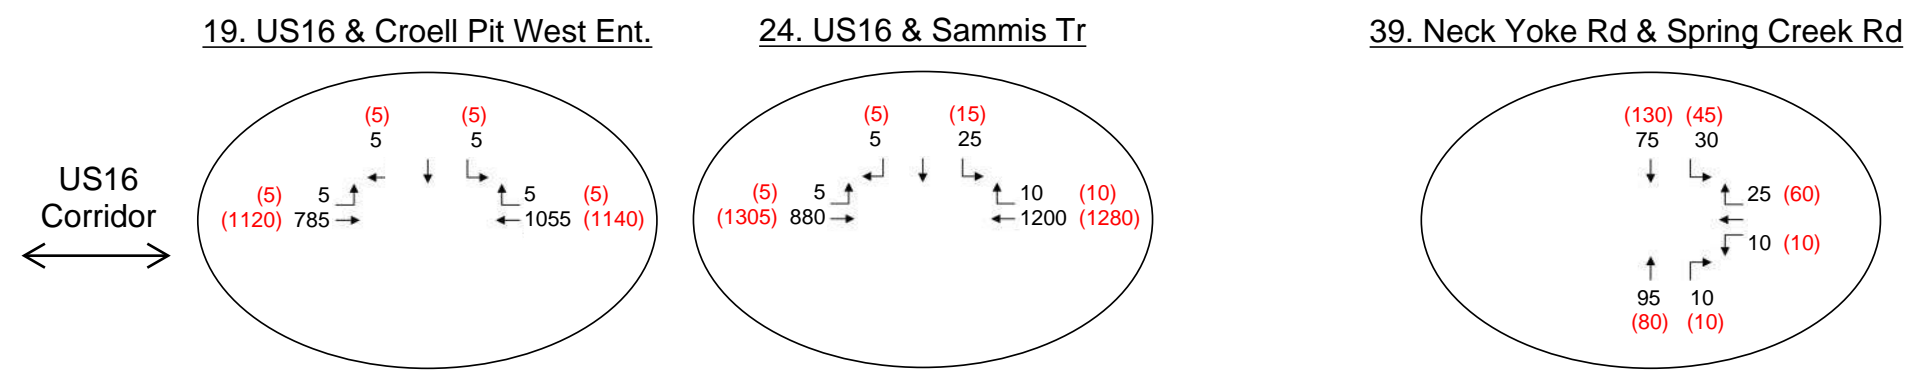 19. US16 & Croell Pit West Ent.
24. US16 & Sammis Tr
39. Neck Yoke Rd & Spring Creek Rd
US16
Corridor
(5) (5)
5 5
(5) 5 5 (5)
(1120) 785 1055 (1140)
(5) (15)
5 25
(5) 5 10 (10)
(1305) 880 1200 (1280)
(130) (45)
75 30
25 (60)
10 (10)
95 10
(80) (10)